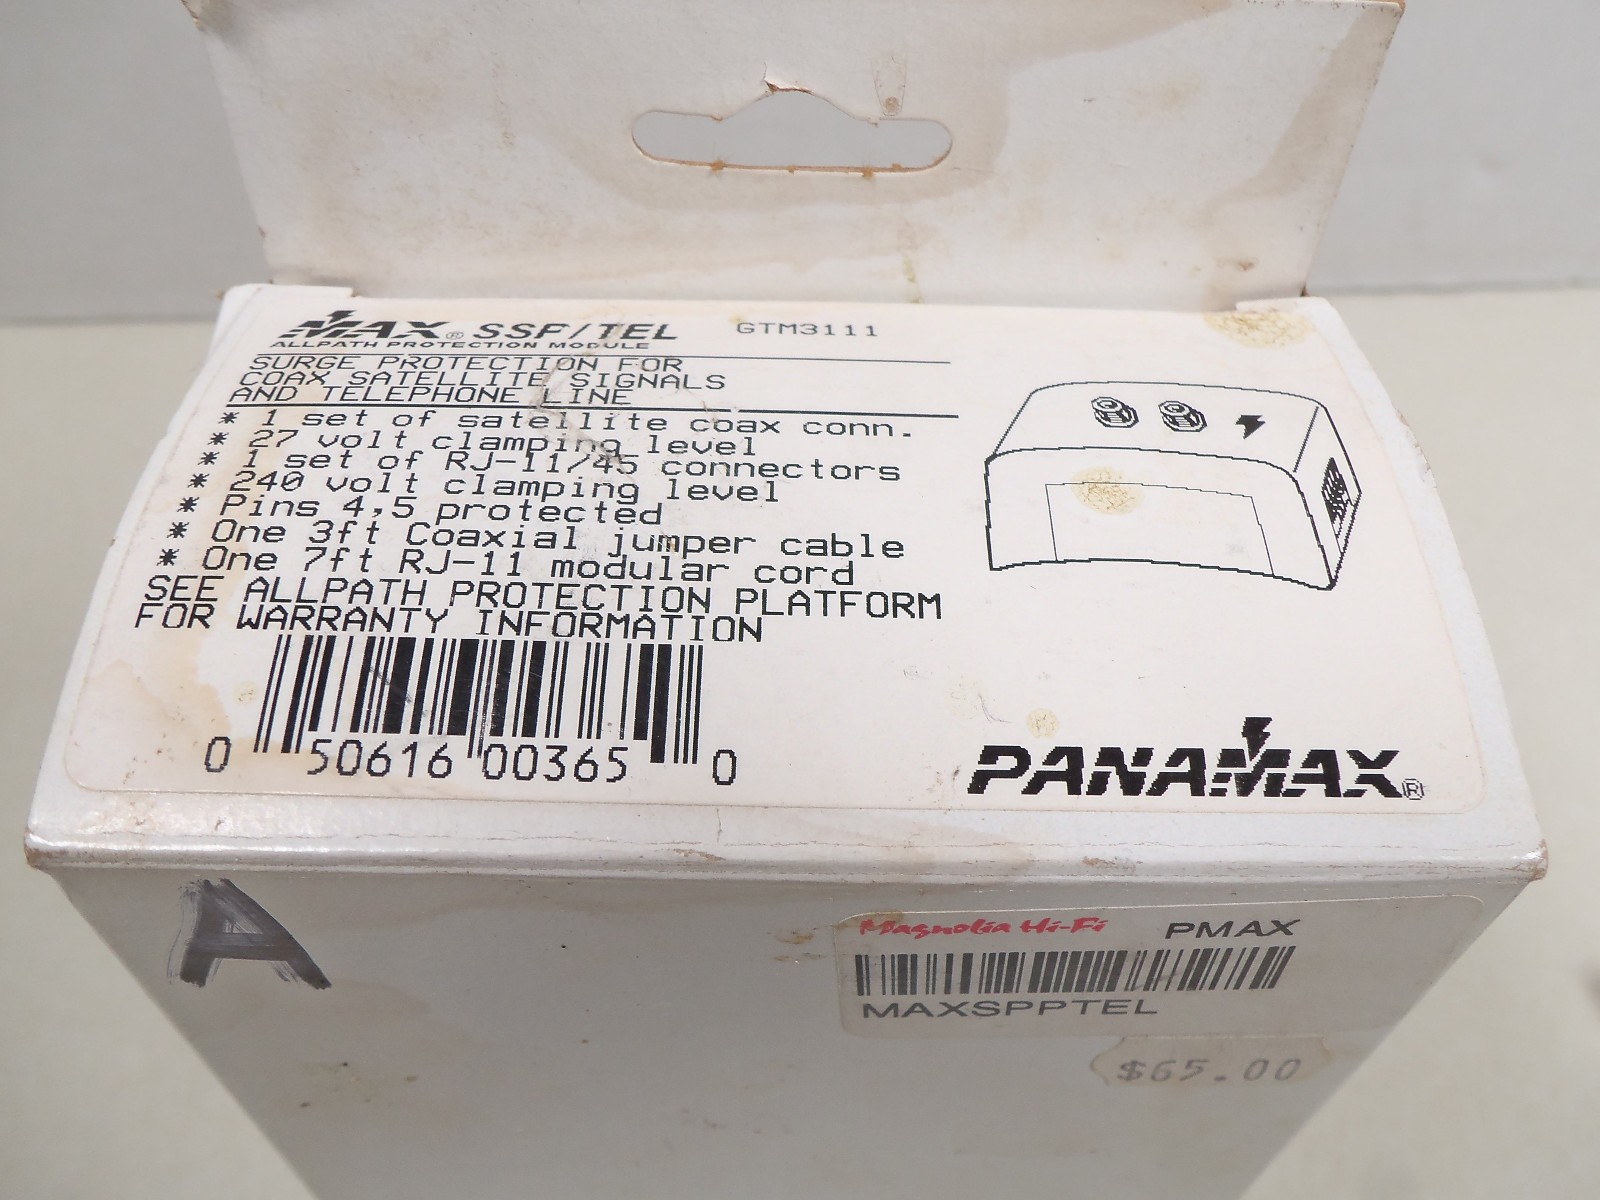 MAX® SSP/TEL GTM3111
ALLPATH PROTECTION MODULE
SURGE PROTECTION FOR
COAX SATELLITE SIGNALS
AND TELEPHONE LINE
* 1 set of satellite coax conn.
* 27 volt clamping level
* 1 set of RJ-11/45 connectors
* 240 volt clamping level
* Pins 4,5 protected
* One 3ft Coaxial jumper cable
* One 7ft RJ-11 modular cord
SEE ALLPATH PROTECTION PLATFORM
FOR WARRANTY INFORMATION
0 50616 00365 0
PANAMAX®
A
Magnolia Hi-Fi PMAX
MAXSPPTEL
$65.00